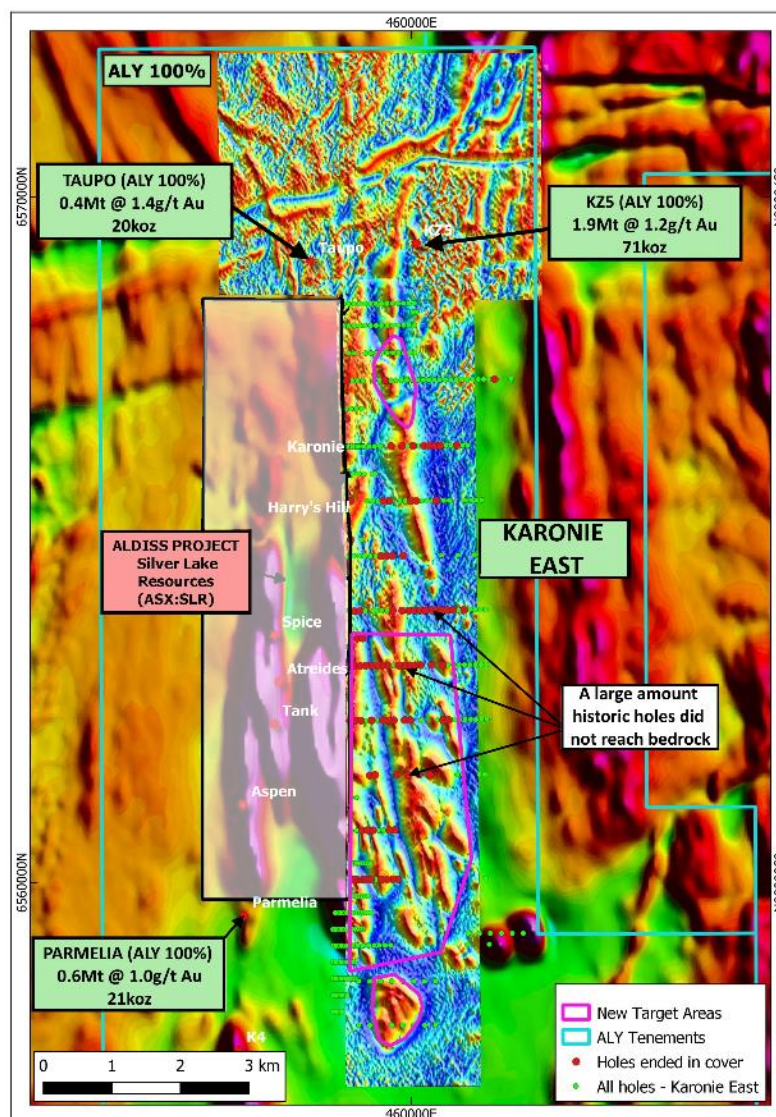 460000E
ALY 100%
6570000N
TAUPO (ALY 100%)
0.4Mt @ 1.4g/t Au
20koz
KZ5 (ALY 100%)
1.9Mt @ 1.2g/t Au
71koz
Taupo
KZ5
Karonie
Harry's Hill
ALDISS PROJECT
Silver Lake
Resources
(ASX:SLR)
KARONIE
EAST
Spice
Atreides
Tank
A large amount
historic holes did
not reach bedrock
Aspen
6560000N
Parmelia
PARMELIA (ALY 100%)
0.6Mt @ 1.0g/t Au
21koz
K4
0 1 2 3 km
New Target Areas
ALY Tenements
Holes ended in cover
All holes - Karonie East
460000E